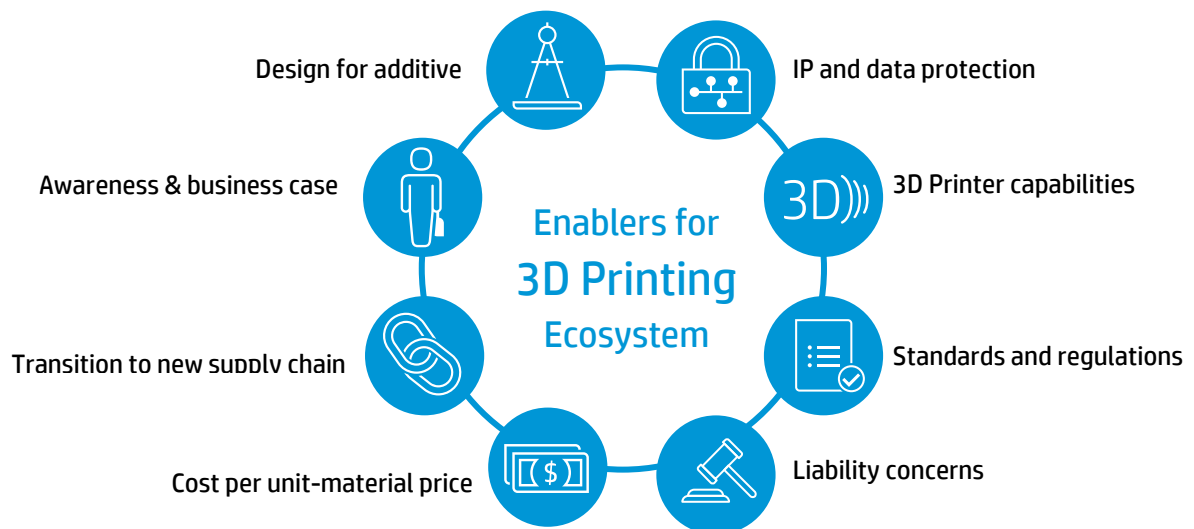 Design for additive
IP and data protection
Awareness & business case
3D Printer capabilities
3D)))
Enablers for
3D Printing
Ecosystem
Transition to new supply chain
Standards and regulations
Cost per unit-material price
$
Liability concerns